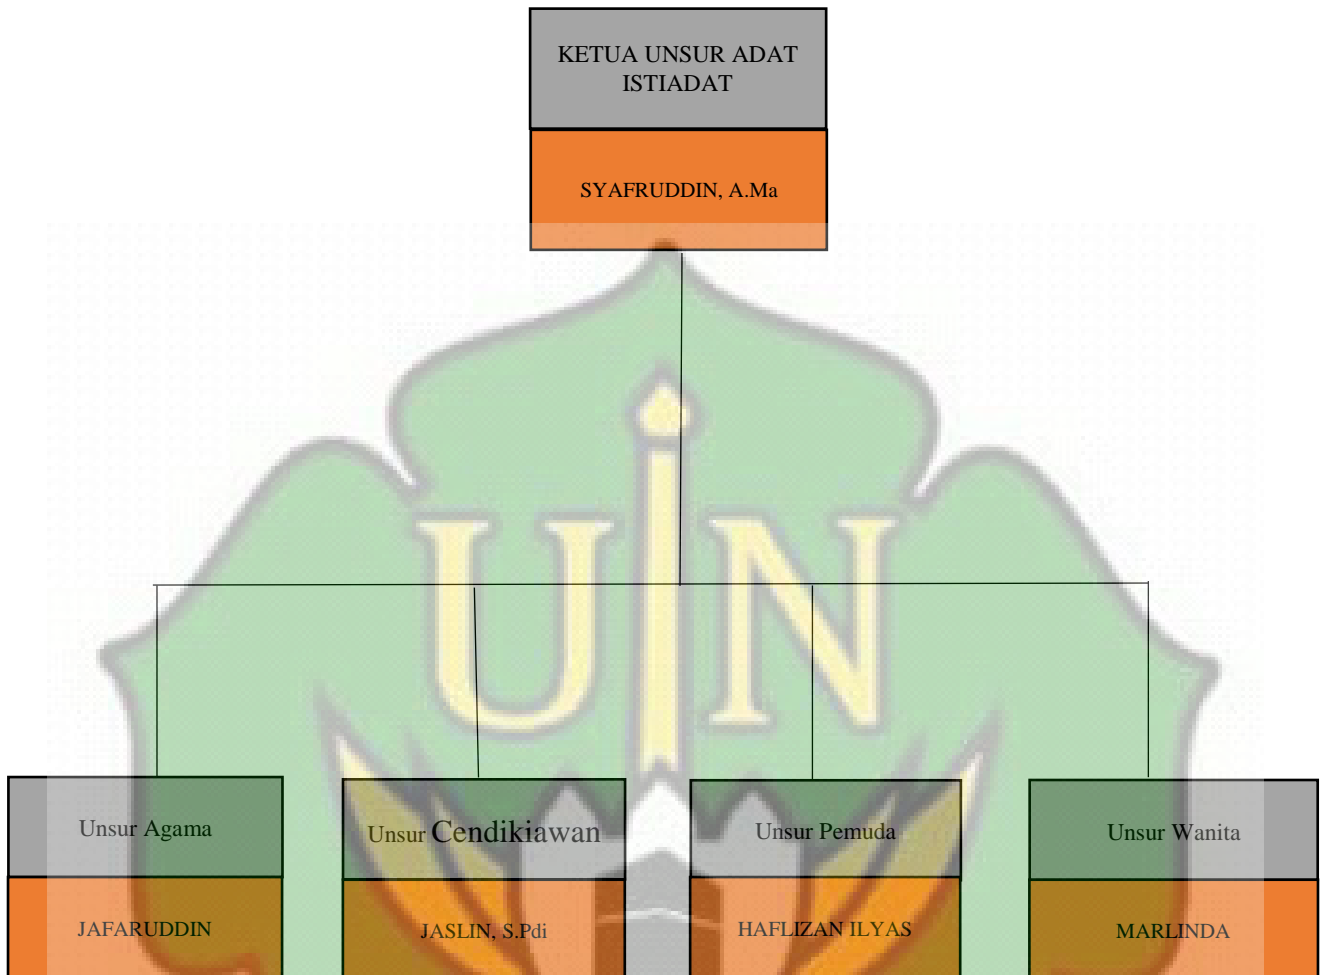 KETUA UNSUR ADAT
ISTIADAT
SYAFRUDDIN, A.Ma
UIN
Unsur Agama
Unsur Cendikiawan
Unsur Pemuda
Unsur Wanita
JAFARUDDIN
JASLIN, S.Pdi
HAFLIZAN ILYAS
MARLINDA